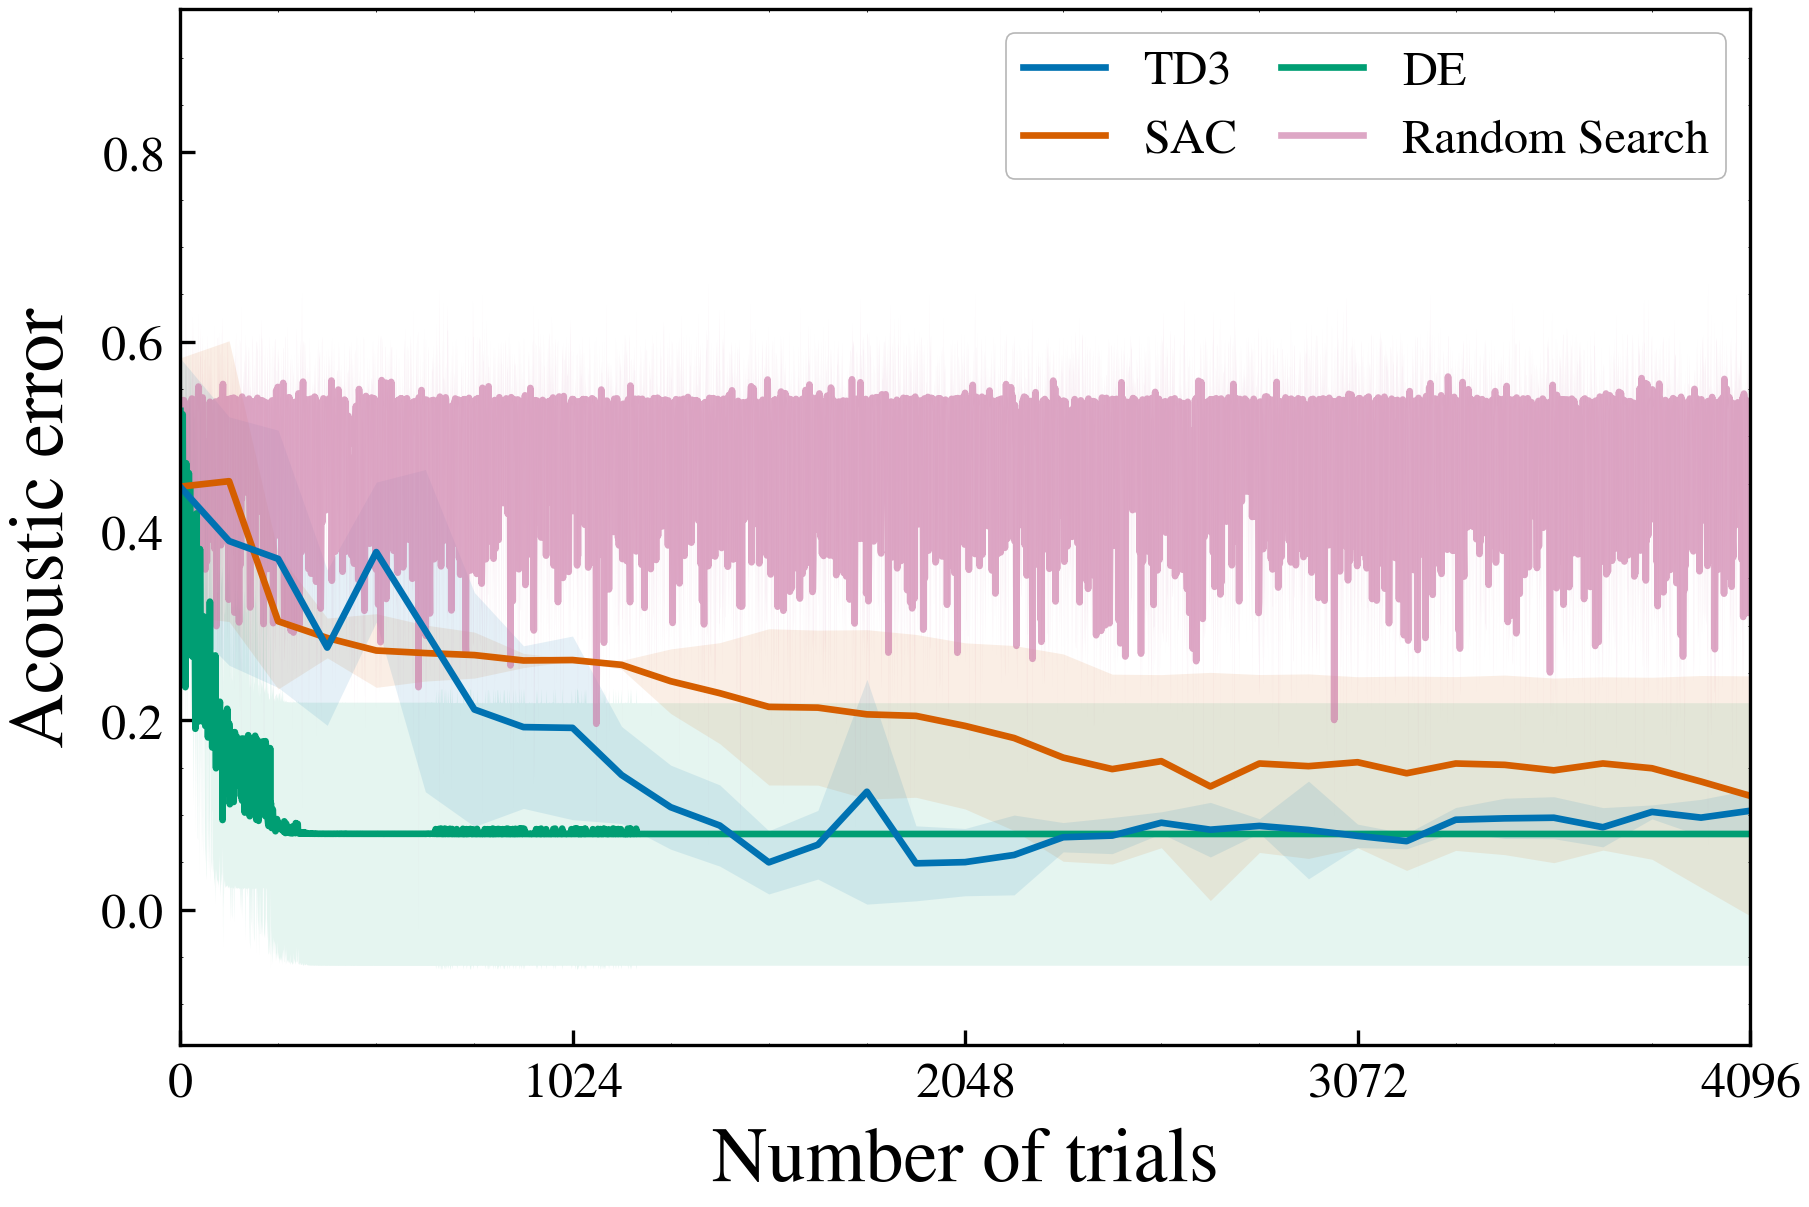 TD3
SAC
DE
Random Search
Acoustic error
0.8
0.6
0.4
0.2
0.0
0
1024
2048
3072
4096
Number of trials